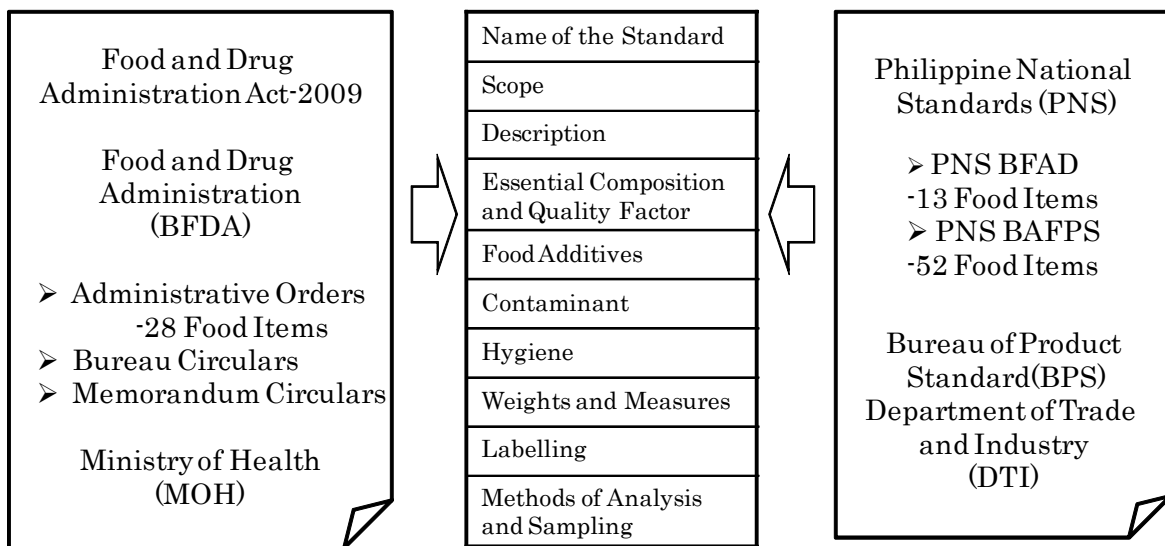 Food and Drug
Administration Act-2009
Food and Drug
Administration
(BFDA)
➤ Administrative Orders
-28 Food Items
➤ Bureau Circulars
➤ Memorandum Circulars
Ministry of Health
(MOH)
Name of the Standard
Scope
Description
Essential Composition
and Quality Factor
Food Additives
Contaminant
Hygiene
Weights and Measures
Labelling
Methods of Analysis
and Sampling
Philippine National
Standards (PNS)
➤ PNS BFAD
-13 Food Items
➤ PNS BAFPS
-52 Food Items
Bureau of Product
Standard(BPS)
Department of Trade
and Industry
(DTI)